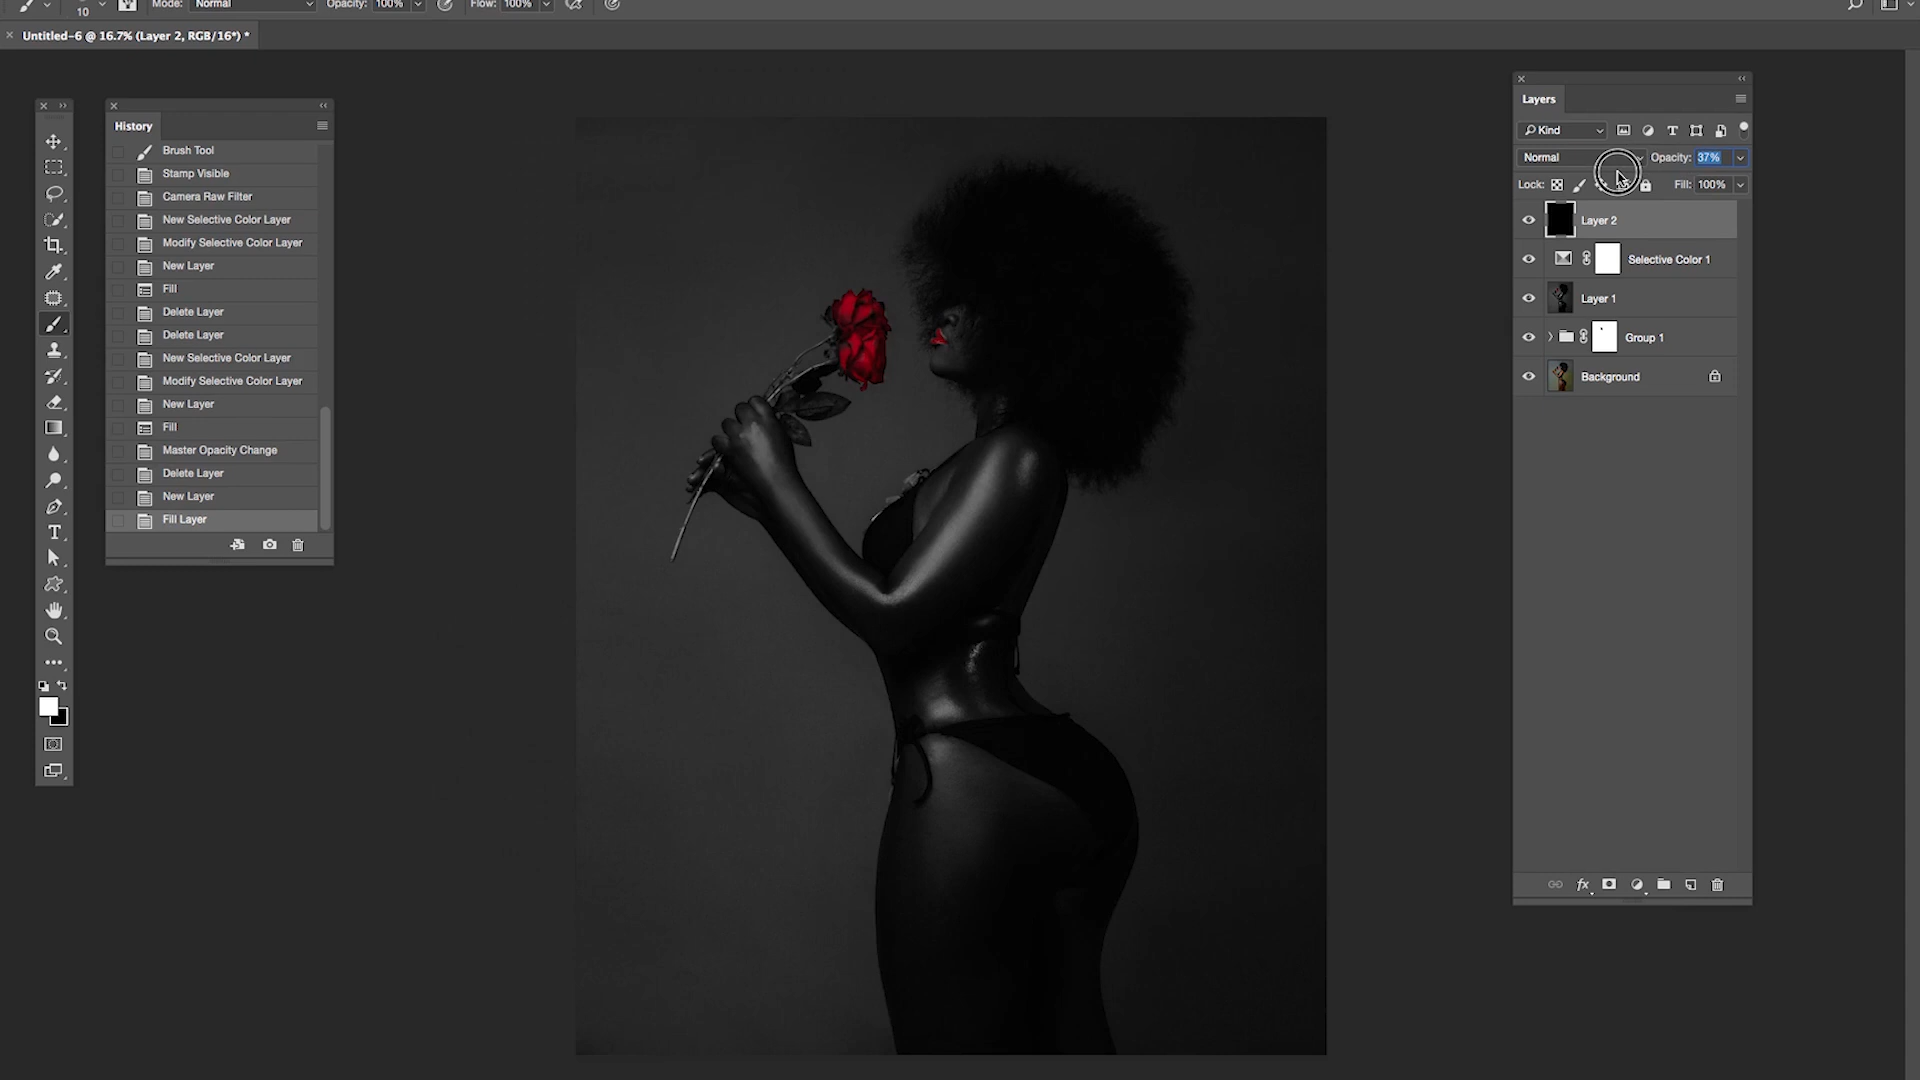 10 Mode: Normal Opacity: 100% Flow: 100%
Untitled-6 @ 16.7% (Layer 2, RGB/16*) *
History
Brush Tool
Stamp Visible
Camera Raw Filter
New Selective Color Layer
Modify Selective Color Layer
New Layer
Fill
Delete Layer
Delete Layer
New Selective Color Layer
Modify Selective Color Layer
New Layer
Fill
Master Opacity Change
Delete Layer
New Layer
Fill Layer
Layers
Kind
Normal Opacity: 37%
Lock: Fill: 100%
Layer 2
Selective Color 1
Layer 1
Group 1
Background